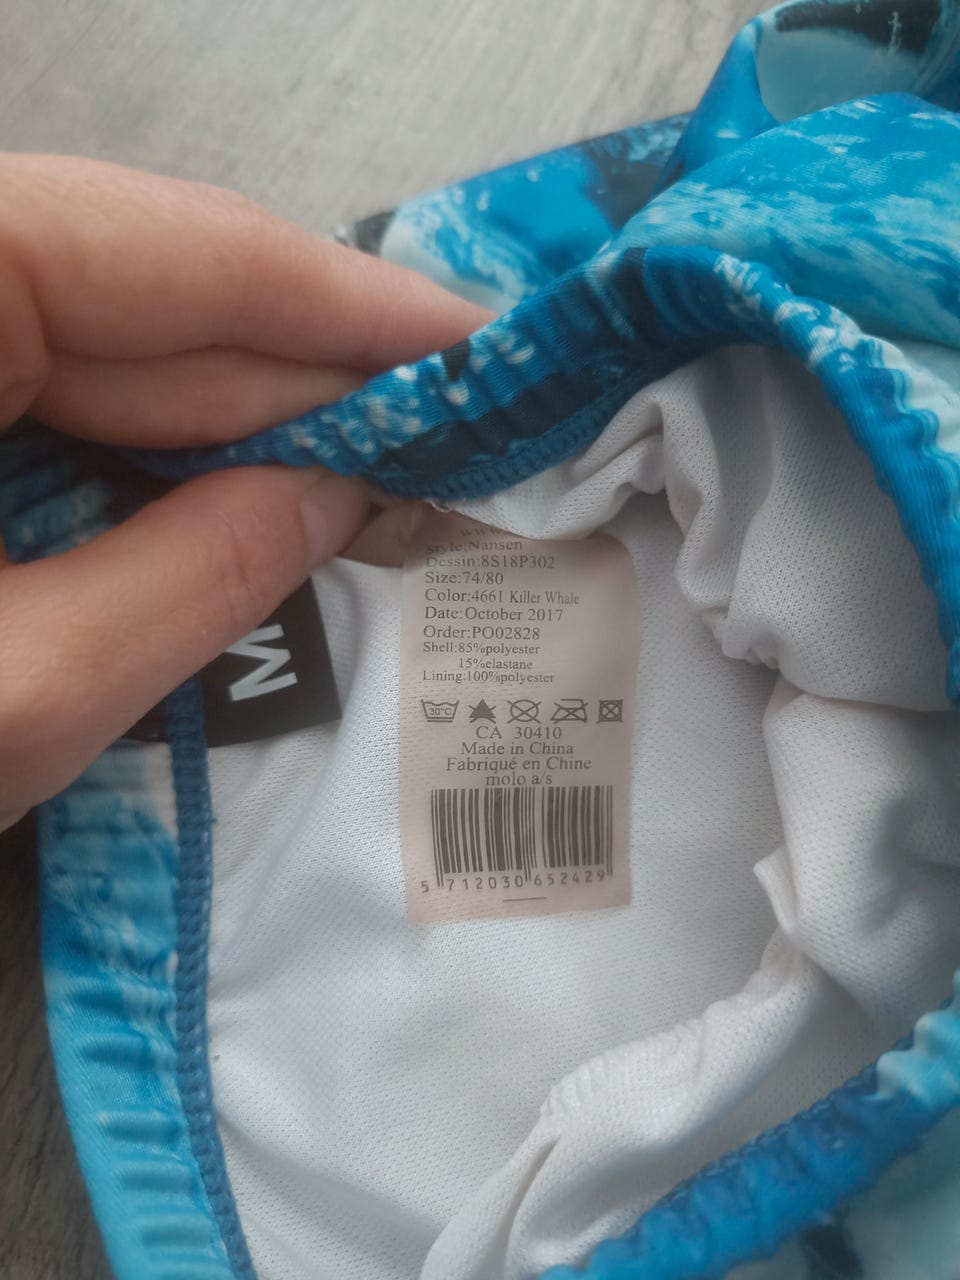 Style:Nansen
Dessin:8S18P302
Size:74/80
Color:4661 Killer Whale
Date:October 2017
Order:PO02828
Shell:85%polyester
15%elastane
Lining:100%polyester
30°C
CA 30410
Made in China
Fabriqué en Chine
molo a/s
5 712030 652429
M